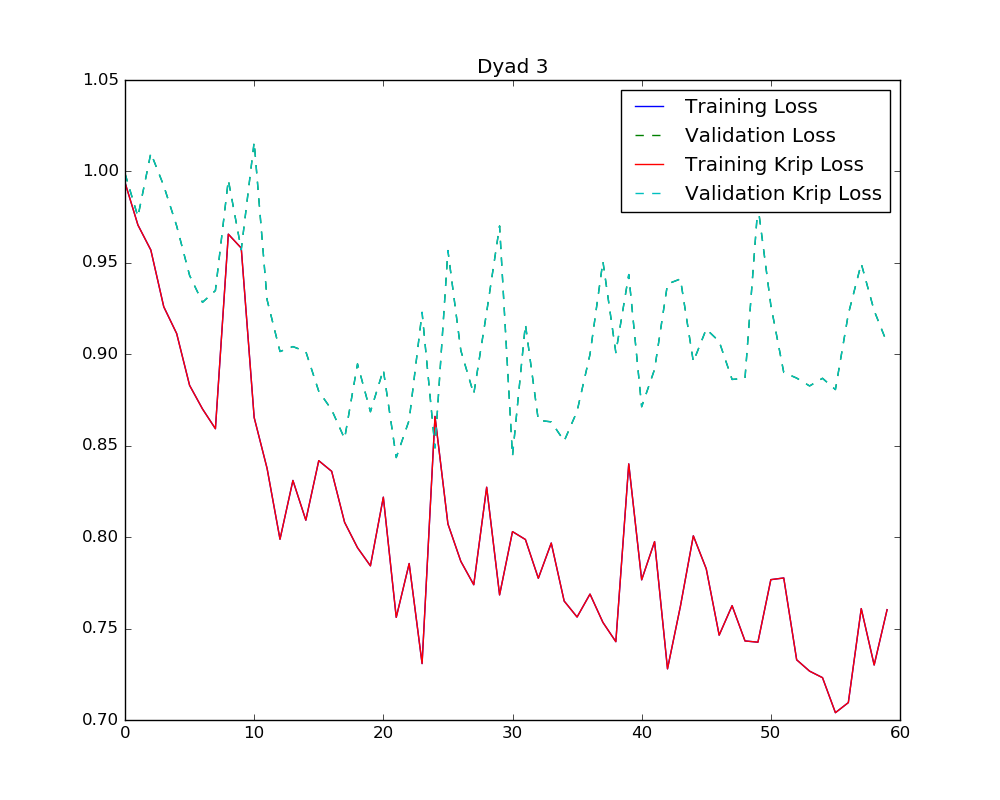 Dyad 3
1.05
1.00
0.95
0.90
0.85
0.80
0.75
0.70
Training Loss
Validation Loss
Training Krip Loss
Validation Krip Loss
0 10 20 30 40 50 60